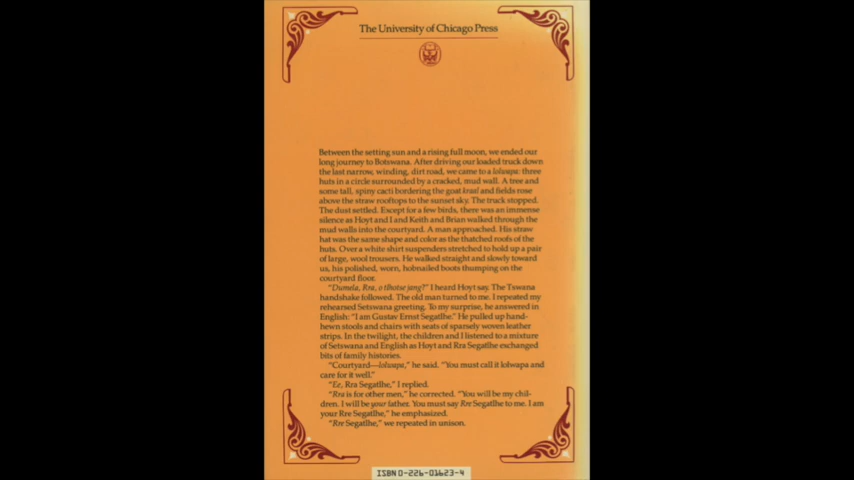 The University of Chicago Press
Between the setting sun and a rising full moon, we ended our
long journey to Botswana. After driving our loaded truck down
the last narrow, winding, dirt road, we came to a lolwapa: three
huts in a circle surrounded by a cracked, mud wall. A tree and
some tall, spiny cacti bordering the goat kraal and fields rose
above the straw rooftops to the sunset sky. The truck stopped.
The dust settled. Except for a few birds, there was an immense
silence as Hoyt and I and Keith and Brian walked through the
mud walls into the courtyard. A man approached. His straw
hat was the same shape and color as the thatched roofs of the
huts. Over a white shirt suspenders stretched to hold up a pair
of large, wool trousers. He walked straight and slowly toward
us, his polished, worn, hobnailed boots thumping on the
courtyard floor.
"Dumela, Rra, o tlhotse jang?" I heard Hoyt say. The Tswana
handshake followed. The old man turned to me. I repeated my
rehearsed Setswana greeting. To my surprise, he answered in
English: "I am Gustav Ernst Segatlhe." He pulled up hand-
hewn stools and chairs with seats of sparsely woven leather
strips. In the twilight, the children and I listened to a mixture
of Setswana and English as Hoyt and Rra Segatlhe exchanged
bits of family histories.
"Courtyard—lolwapa," he said. "You must call it lolwapa and
care for it well."
"Ee, Rra Segatlhe," I replied.
"Rra is for other men," he corrected. "You will be my chil-
dren. I will be your father. You must say Rre Segatlhe to me. I am
your Rre Segatlhe," he emphasized.
"Rre Segatlhe," we repeated in unison.
ISBN 0-226-01623-4